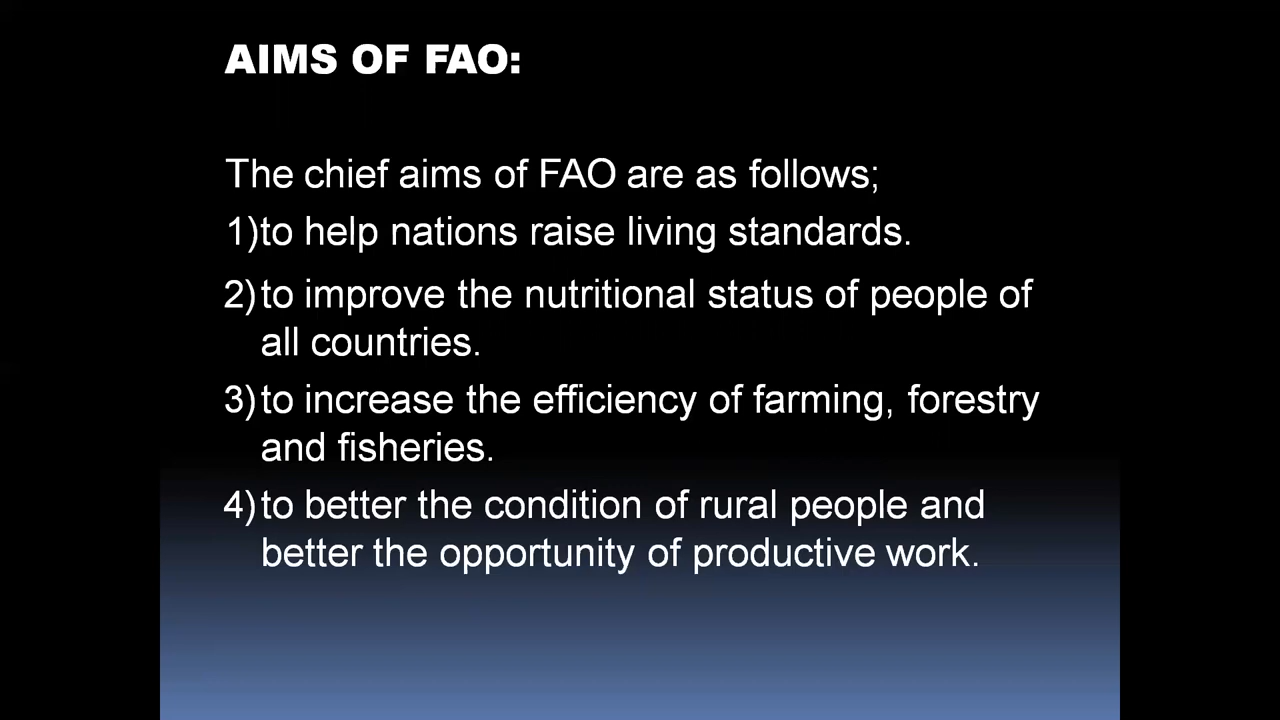 AIMS OF FAO:
The chief aims of FAO are as follows;
1)to help nations raise living standards.
2)to improve the nutritional status of people of
all countries.
3)to increase the efficiency of farming, forestry
and fisheries.
4)to better the condition of rural people and
better the opportunity of productive work.